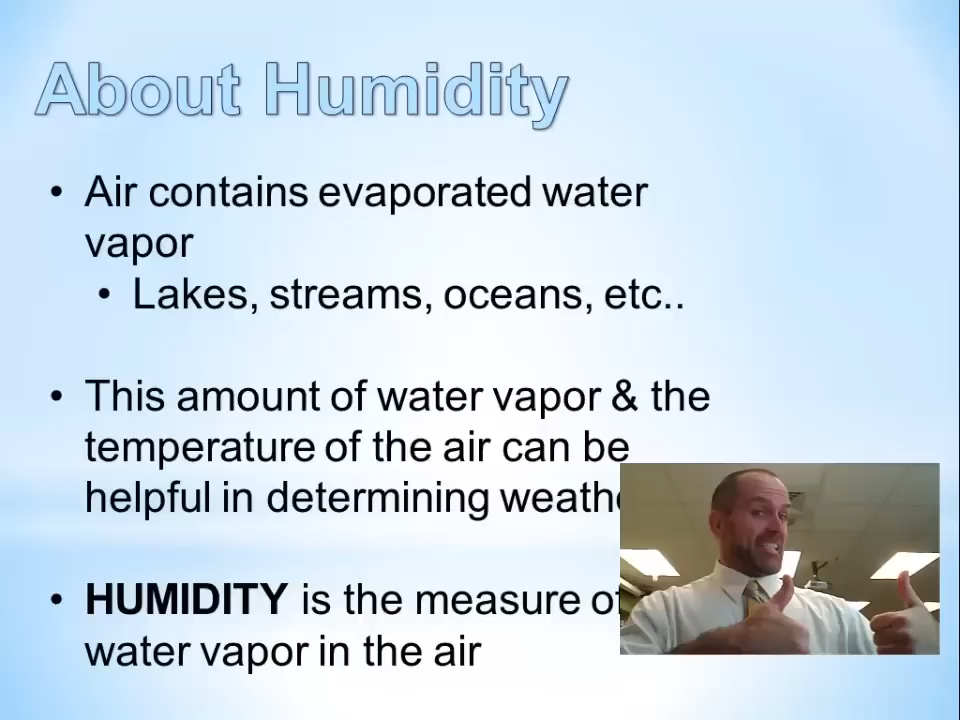 About Humidity
• Air contains evaporated water
vapor
• Lakes, streams, oceans, etc..
• This amount of water vapor & the
temperature of the air can be
helpful in determining
• HUMIDITY is the measure of
water vapor in the air